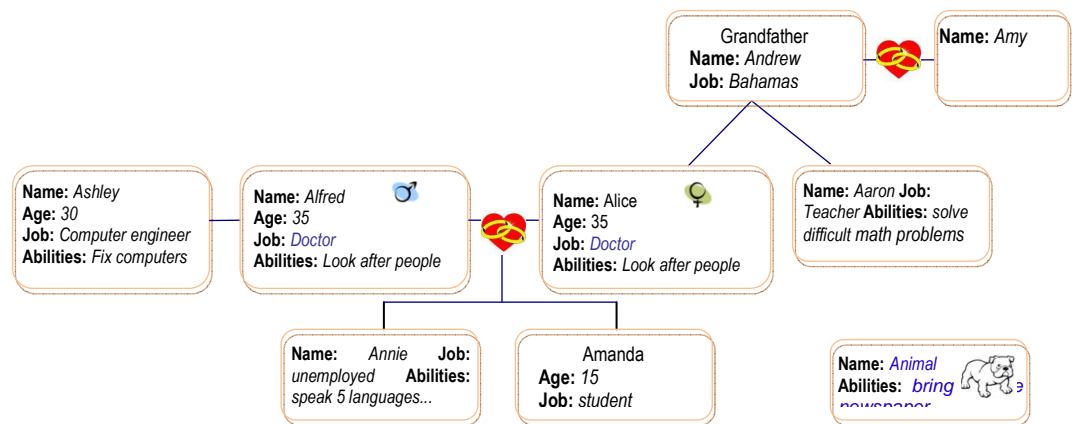 Grandfather
Name: Andrew
Job: Bahamas
Name: Amy
Name: Ashley
Age: 30
Job: Computer engineer
Abilities: Fix computers
Name: Alfred
Age: 35
Job: Doctor
Abilities: Look after people
Name: Alice
Age: 35
Job: Doctor
Abilities: Look after people
Name: Aaron Job:
Teacher Abilities: solve
difficult math problems
Name: Annie Job:
unemployed Abilities:
speak 5 languages...
Amanda
Age: 15
Job: student
Name: Animal
Abilities: bring
newspaper